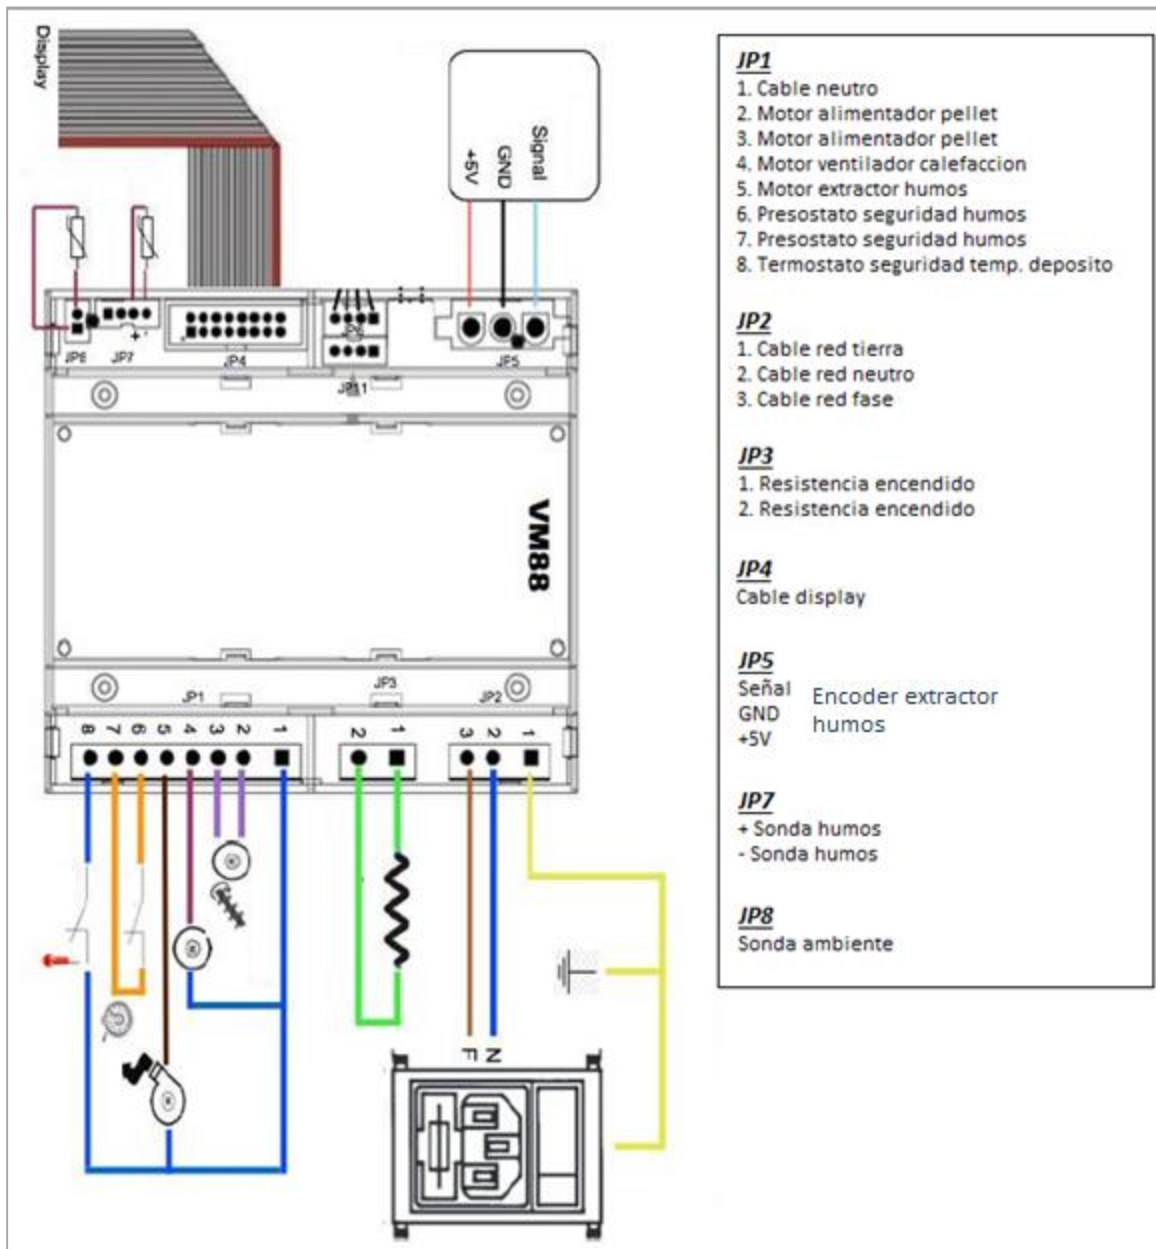 Display
Signal
GND
+5V
JP6
JP7
JP4
JP11
JP5
VM88
JP1
JP3
JP2
8 7 6 5 4 3 2 1
2 1
3 2 1
F N
JP1
1. Cable neutro
2. Motor alimentador pellet
3. Motor alimentador pellet
4. Motor ventilador calefaccion
5. Motor extractor humos
6. Presostato seguridad humos
7. Presostato seguridad humos
8. Termostato seguridad temp. deposito
JP2
1. Cable red tierra
2. Cable red neutro
3. Cable red fase
JP3
1. Resistencia encendido
2. Resistencia encendido
JP4
Cable display
JP5
Señal
GND
+5V
Encoder extractor
humos
JP7
+ Sonda humos
- Sonda humos
JP8
Sonda ambiente